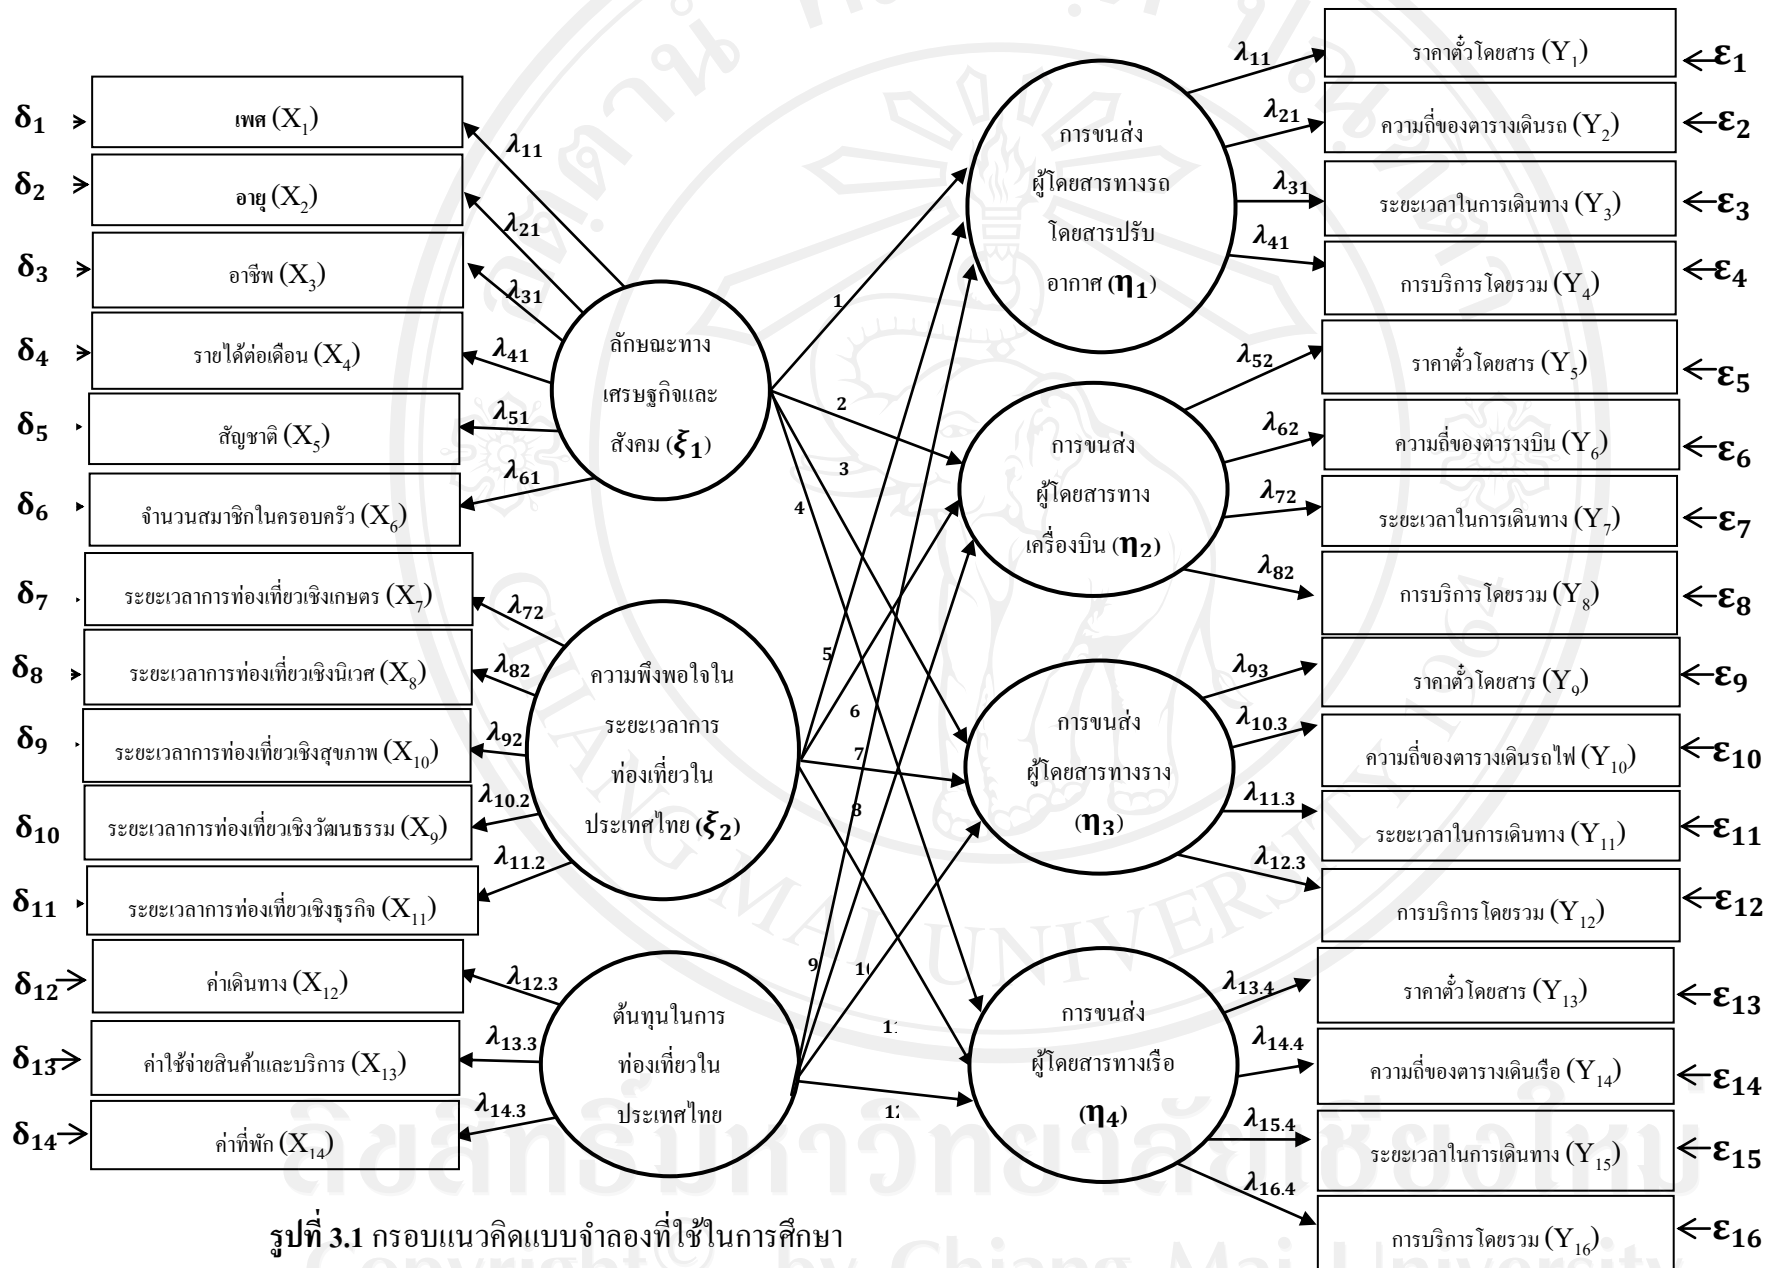 δ1
เพศ (X1)
δ2
อายุ (X2)
δ3
อาชีพ (X3)
δ4
รายได้ต่อเดือน (X4)
δ5
สัญชาติ (X5)
δ6
จำนวนสมาชิกในครอบครัว (X6)
δ7
ระยะเวลาการท่องเที่ยวเชิงเกษตร (X7)
δ8
ระยะเวลาการท่องเที่ยวเชิงนิเวศ (X8)
δ9
ระยะเวลาการท่องเที่ยวเชิงสุขภาพ (X10)
δ10
ระยะเวลาการท่องเที่ยวเชิงวัฒนธรรม (X9)
δ11
ระยะเวลาการท่องเที่ยวเชิงธุรกิจ (X11)
δ12
ค่าเดินทาง (X12)
δ13
ค่าใช้จ่ายสินค้าและบริการ (X13)
δ14
ค่าที่พัก (X14)
λ11
λ21
λ31
λ41
λ51
λ61
λ72
λ82
λ92
λ10.2
λ11.2
λ12.3
λ13.3
λ14.3
ลักษณะทาง
เศรษฐกิจและ
สังคม (ξ1)
ความพึงพอใจใน
ระยะเวลาการ
ท่องเที่ยวใน
ประเทศไทย (ξ2)
ต้นทุนในการ
ท่องเที่ยวใน
ประเทศไทย
1
2
3
4
5
6
7
8
9
10
11
12
การขนส่ง
ผู้โดยสารทางรถ
โดยสารปรับ
อากาศ (η1)
การขนส่ง
ผู้โดยสารทาง
เครื่องบิน (η2)
การขนส่ง
ผู้โดยสารทางราง
(η3)
การขนส่ง
ผู้โดยสารทางเรือ
(η4)
λ11
λ21
λ31
λ41
λ52
λ62
λ72
λ82
λ93
λ10.3
λ11.3
λ12.3
λ13.4
λ14.4
λ15.4
λ16.4
ราคาตั๋วโดยสาร (Y1)
ε1
ความถี่ของตารางเดินรถ (Y2)
ε2
ระยะเวลาในการเดินทาง (Y3)
ε3
การบริการโดยรวม (Y4)
ε4
ราคาตั๋วโดยสาร (Y5)
ε5
ความถี่ของตารางบิน (Y6)
ε6
ระยะเวลาในการเดินทาง (Y7)
ε7
การบริการโดยรวม (Y8)
ε8
ราคาตั๋วโดยสาร (Y9)
ε9
ความถี่ของตารางเดินรถไฟ (Y10)
ε10
ระยะเวลาในการเดินทาง (Y11)
ε11
การบริการโดยรวม (Y12)
ε12
ราคาตั๋วโดยสาร (Y13)
ε13
ความถี่ของตารางเดินเรือ (Y14)
ε14
ระยะเวลาในการเดินทาง (Y15)
ε15
การบริการโดยรวม (Y16)
ε16
รูปที่ 3.1 กรอบแนวคิดแบบจำลองที่ใช้ในการศึกษา
CHIANG MAI UNIVERSITY 1964
ลิขสิทธิ์มหาวิทยาลัยเชียงใหม่
Copyright© by Chiang Mai University